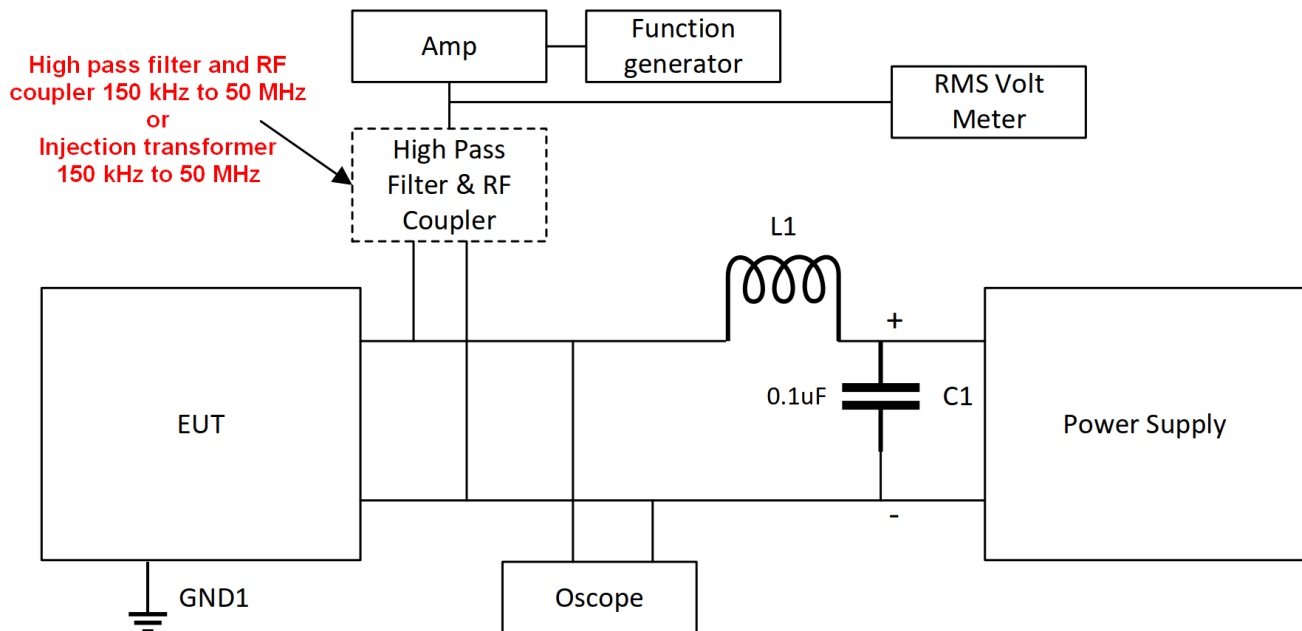 Amp
Function
generator
High pass filter and RF
coupler 150 kHz to 50 MHz
or
Injection transformer
150 kHz to 50 MHz
RMS Volt
Meter
High Pass
Filter & RF
Coupler
L1
+
0.1uF
C1
EUT
Power Supply
-
GND1
Oscope